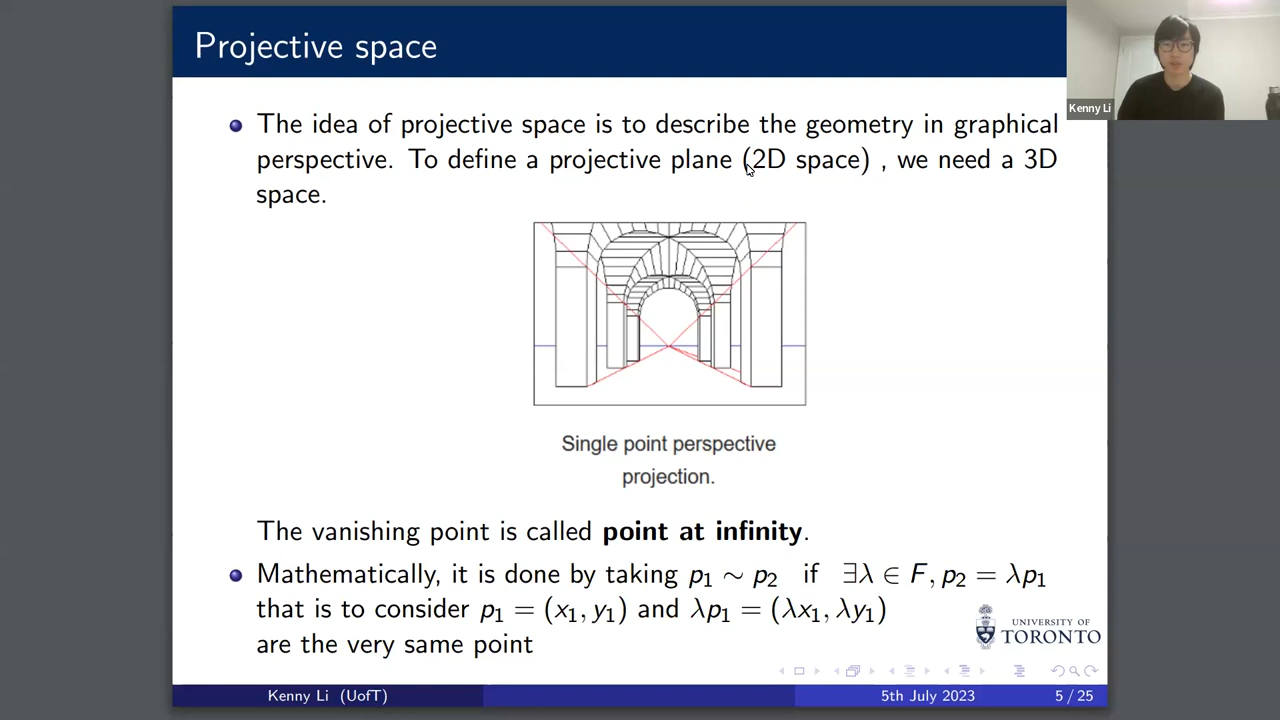 Projective space
Kenny Li
The idea of projective space is to describe the geometry in graphical
perspective. To define a projective plane (2D space) , we need a 3D
space.
Single point perspective
projection.
The vanishing point is called point at infinity.
Mathematically, it is done by taking p₁ ∼ p₂ if ∃λ ∈ F, p₂ = λp₁
that is to consider p₁ = (x₁, y₁) and λp₁ = (λx₁, λy₁)
are the very same point
UNIVERSITY OF
TORONTO
Kenny Li (UofT)
5th July 2023
5 / 25